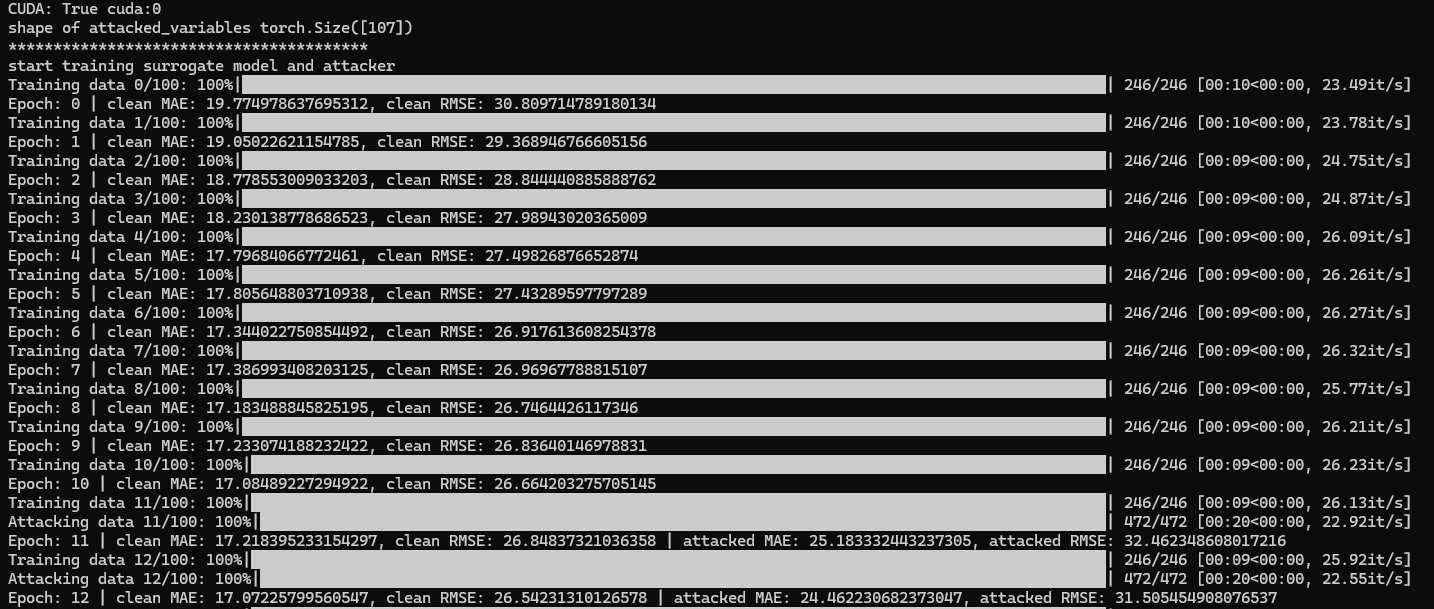 CUDA: True cuda:0
shape of attacked_variables torch.Size([107])
****************************************
start training surrogate model and attacker
Training data 0/100: 100%| | 246/246 [00:10<00:00, 23.49it/s]
Epoch: 0 | clean MAE: 19.774978637695312, clean RMSE: 30.809714789180134
Training data 1/100: 100%| | 246/246 [00:10<00:00, 23.78it/s]
Epoch: 1 | clean MAE: 19.05022621154785, clean RMSE: 29.368946766605156
Training data 2/100: 100%| | 246/246 [00:09<00:00, 24.75it/s]
Epoch: 2 | clean MAE: 18.778553009033203, clean RMSE: 28.844440885888762
Training data 3/100: 100%| | 246/246 [00:09<00:00, 24.87it/s]
Epoch: 3 | clean MAE: 18.230138778686523, clean RMSE: 27.98943020365009
Training data 4/100: 100%| | 246/246 [00:09<00:00, 26.09it/s]
Epoch: 4 | clean MAE: 17.79684066772461, clean RMSE: 27.49826876652874
Training data 5/100: 100%| | 246/246 [00:09<00:00, 26.26it/s]
Epoch: 5 | clean MAE: 17.805648803710938, clean RMSE: 27.43289597797289
Training data 6/100: 100%| | 246/246 [00:09<00:00, 26.27it/s]
Epoch: 6 | clean MAE: 17.344022750854492, clean RMSE: 26.917613608254378
Training data 7/100: 100%| | 246/246 [00:09<00:00, 26.32it/s]
Epoch: 7 | clean MAE: 17.386993408203125, clean RMSE: 26.96967788815107
Training data 8/100: 100%| | 246/246 [00:09<00:00, 25.77it/s]
Epoch: 8 | clean MAE: 17.183488845825195, clean RMSE: 26.7464426117346
Training data 9/100: 100%| | 246/246 [00:09<00:00, 26.21it/s]
Epoch: 9 | clean MAE: 17.233074188232422, clean RMSE: 26.83640146978831
Training data 10/100: 100%| | 246/246 [00:09<00:00, 26.23it/s]
Epoch: 10 | clean MAE: 17.08489227294922, clean RMSE: 26.664203275705145
Training data 11/100: 100%| | 246/246 [00:09<00:00, 26.13it/s]
Attacking data 11/100: 100%| | 472/472 [00:20<00:00, 22.92it/s]
Epoch: 11 | clean MAE: 17.218395233154297, clean RMSE: 26.84837321036358 | attacked MAE: 25.183332443237305, attacked RMSE: 32.462348608017216
Training data 12/100: 100%| | 246/246 [00:09<00:00, 25.92it/s]
Attacking data 12/100: 100%| | 472/472 [00:20<00:00, 22.55it/s]
Epoch: 12 | clean MAE: 17.07225799560547, clean RMSE: 26.54231310126578 | attacked MAE: 24.462230682373047, attacked RMSE: 31.505454908076537